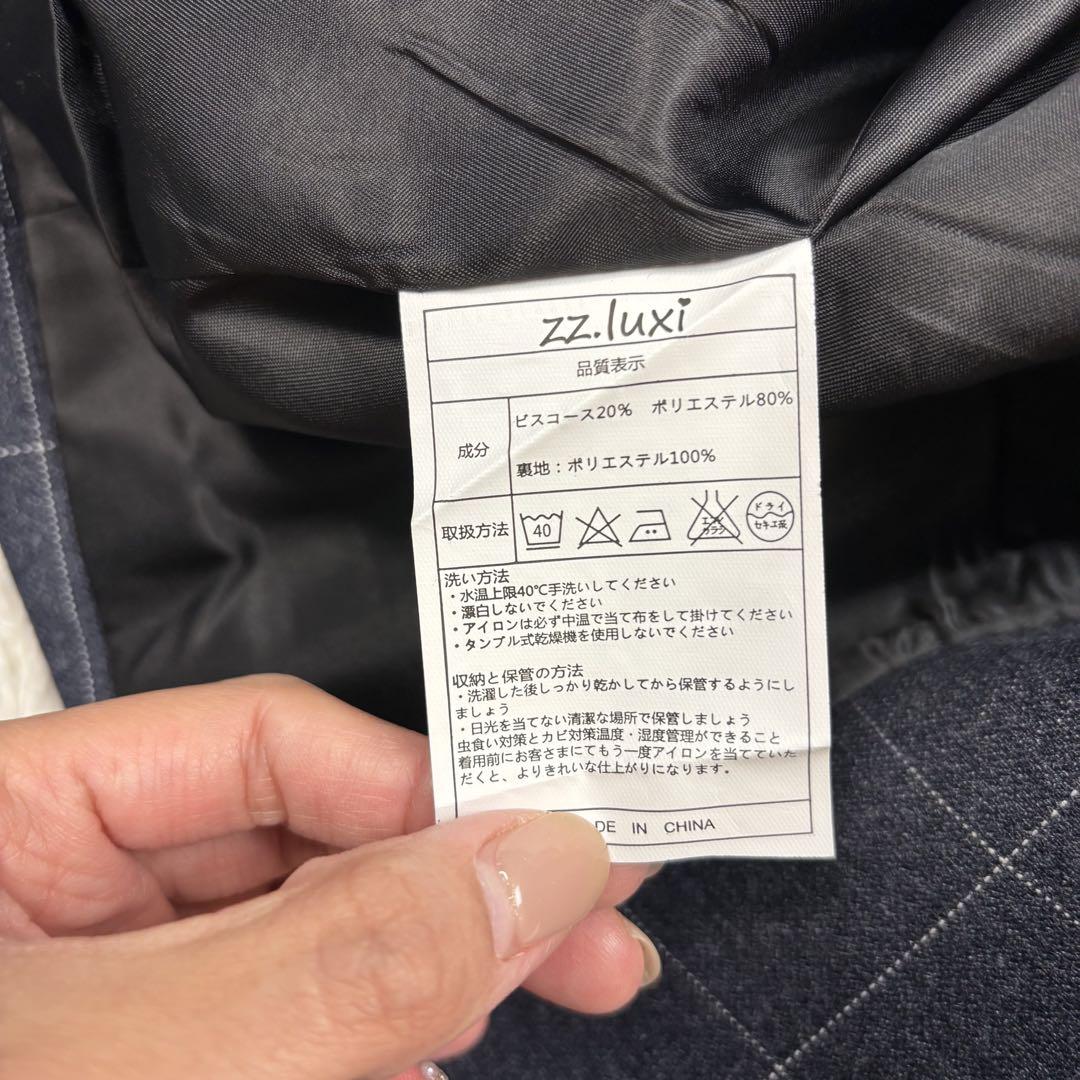 zz.luxi
品質表示
成分
ビスコース20% ポリエステル80%
裏地：ポリエステル100%
取扱方法
40
エンソ
カラシ
ドライ
セキユ系
洗い方法
・水温上限40℃手洗いしてください
・漂白しないでください
・アイロンは必ず中温で当て布をして掛けてください
・タンブル式乾燥機を使用しないでください
収納と保管の方法
・洗濯した後しっかり乾かしてから保管するようにし
ましょう
・日光を当てない清潔な場所で保管しましょう
虫食い対策とカビ対策温度・湿度管理ができること
着用前にお客さまにてもう一度アイロンを当てていた
だくと、よりきれいな仕上がりになります。
DE IN CHINA